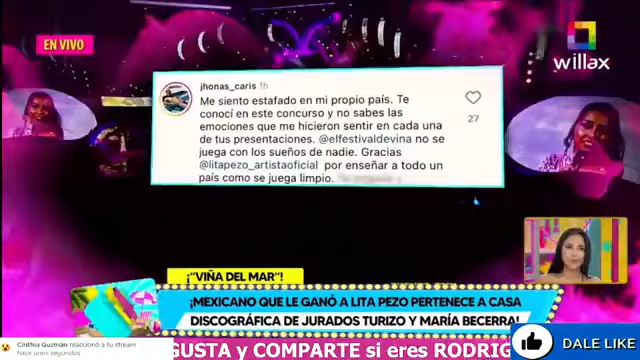 EN VIVO
willax
jhonas_caris 1h
Me siento estafado en mi propio país. Te
conocí en este concurso y no sabes las
emociones que me hicieron sentir en cada una
de tus presentaciones. @elfestivaldevina no se
juega con los sueños de nadie. Gracias
@litapezo_artistaoficial por enseñar a todo un
país como se juega limpio.
27
¡"VIÑA DEL MAR"!
¡MEXICANO QUE LE GANÓ A LITA PEZO PERTENECE A CASA
DISCOGRÁFICA DE JURADOS TURIZO Y MARÍA BECERRA!
Cinthia Guzmán reaccionó a tu stream
hace unos segundos
GUSTA y COMPARTE si eres RODRIG
DALE LIKE